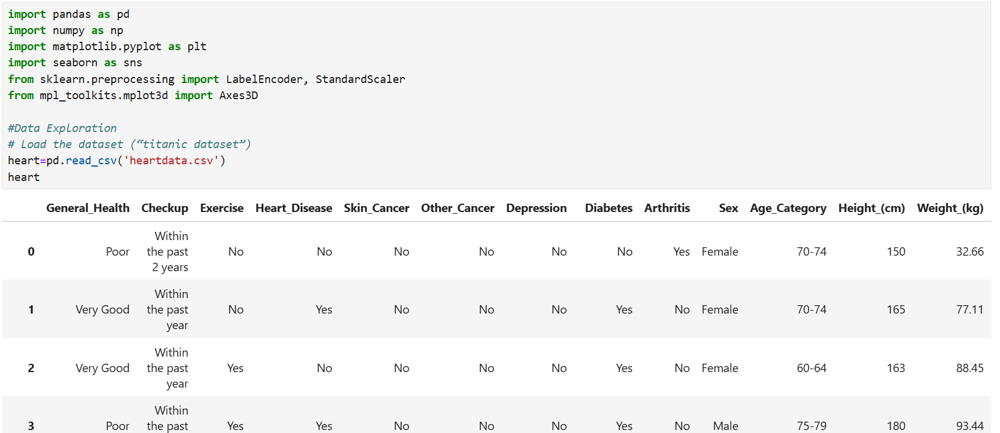 import pandas as pd
import numpy as np
import matplotlib.pyplot as plt
import seaborn as sns
from sklearn.preprocessing import LabelEncoder, StandardScaler
from mpl_toolkits.mplot3d import Axes3D
#Data Exploration
# Load the dataset (“titanic dataset”)
heart=pd.read_csv('heartdata.csv')
heart
General_Health Checkup Exercise Heart_Disease Skin_Cancer Other_Cancer Depression Diabetes Arthritis Sex Age_Category Height_(cm) Weight_(kg)
Within
0 Poor the past No No No No No No Yes Female 70-74 150 32.66
2 years
Within
1 Very Good the past No Yes No No No Yes No Female 70-74 165 77.11
year
Within
2 Very Good the past Yes No No No No Yes No Female 60-64 163 88.45
year
Within
3 Poor the past Yes Yes No No No Yes No Male 75-79 180 93.44